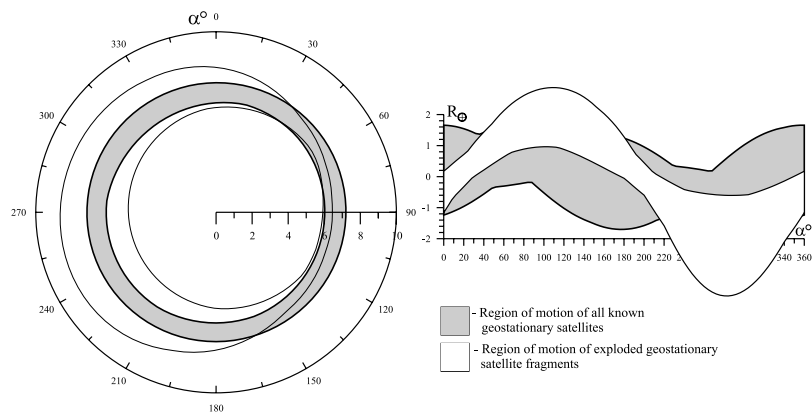 α° 0
330 30
300 60
270 90
0 2 4 6 8 10
240 120
210 150
180
R⊕
2
1
0
-1
-2
α°
0 20 40 60 80 100 120 140 160 180 200 220 340 360
- Region of motion of all known
geostationary satellites
- Region of motion of exploded geostationary
satellite fragments